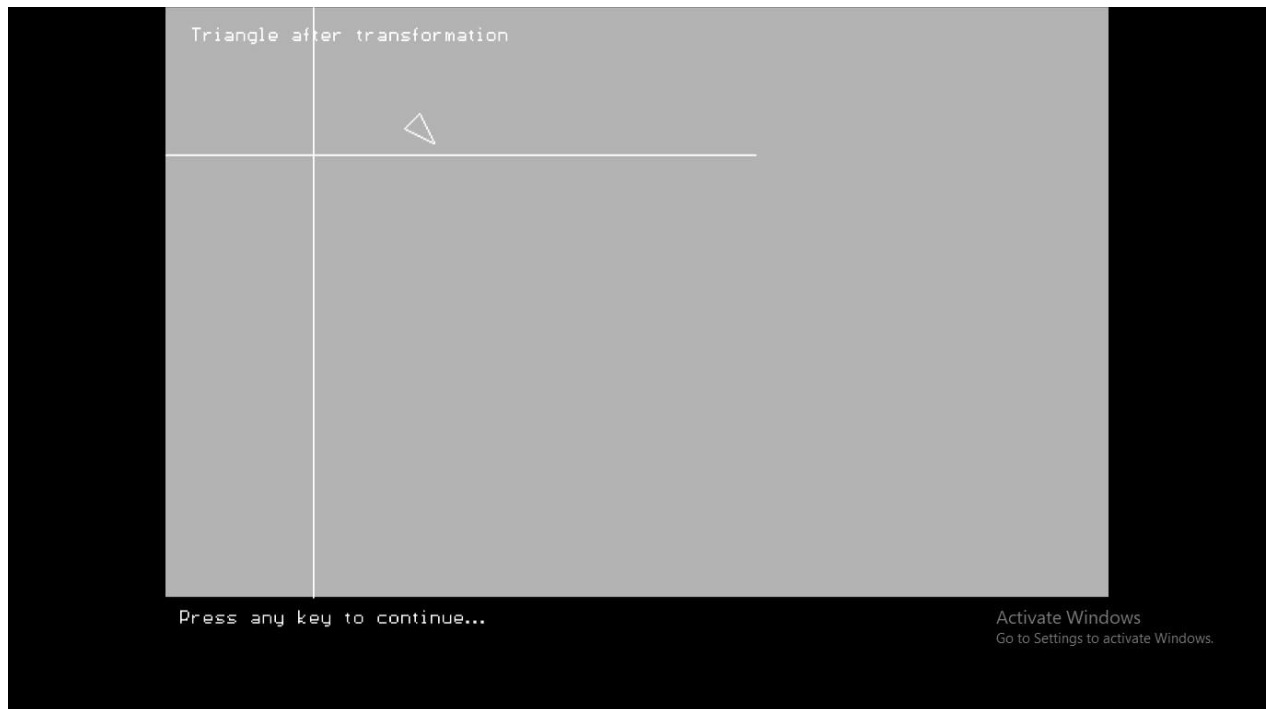 Triangle after transformation
Press any key to continue...
Activate Windows
Go to Settings to activate Windows.